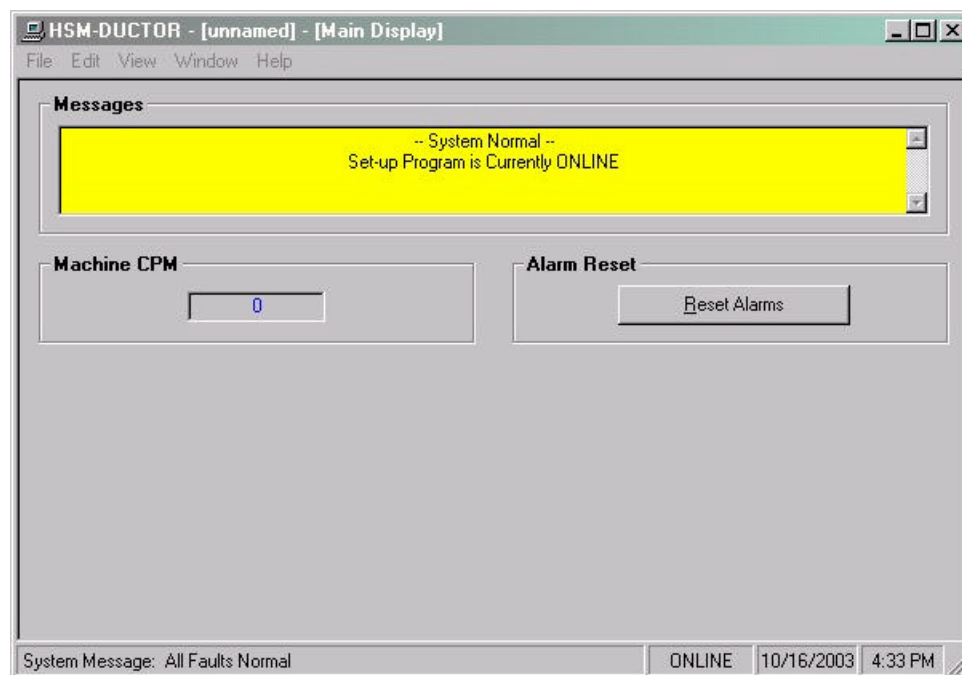 HSM-DUCTOR - [unnamed] - [Main Display]
File Edit View Window Help
Messages
-- System Normal --
Set-up Program is Currently ONLINE
Machine CPM
0
Alarm Reset
Reset Alarms
System Message: All Faults Normal
ONLINE
10/16/2003
4:33 PM